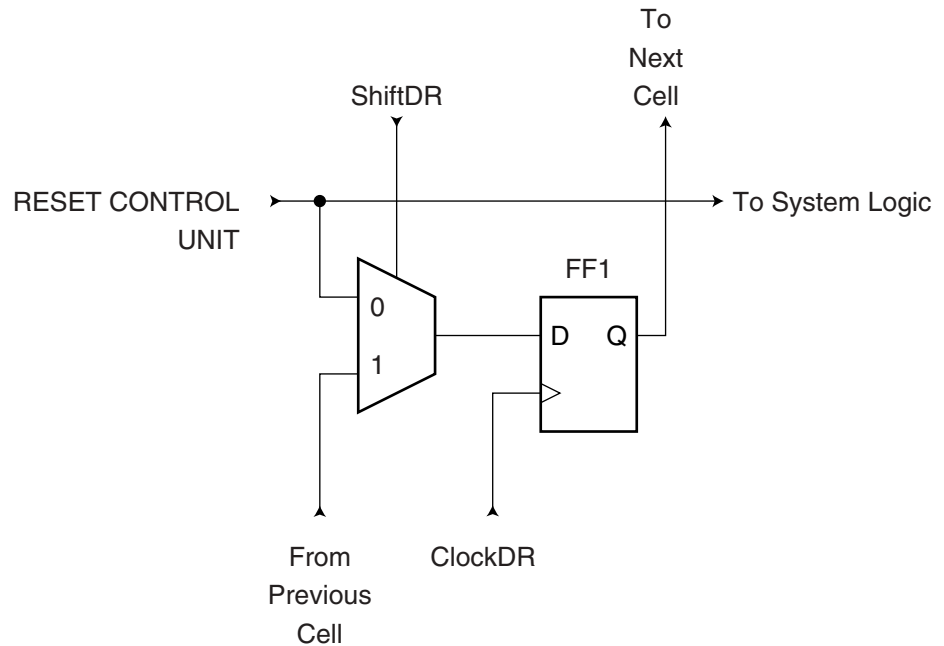 To
Next
Cell
ShiftDR
RESET CONTROL
UNIT
To System Logic
FF1
0
D Q
1
From
Previous
Cell
ClockDR